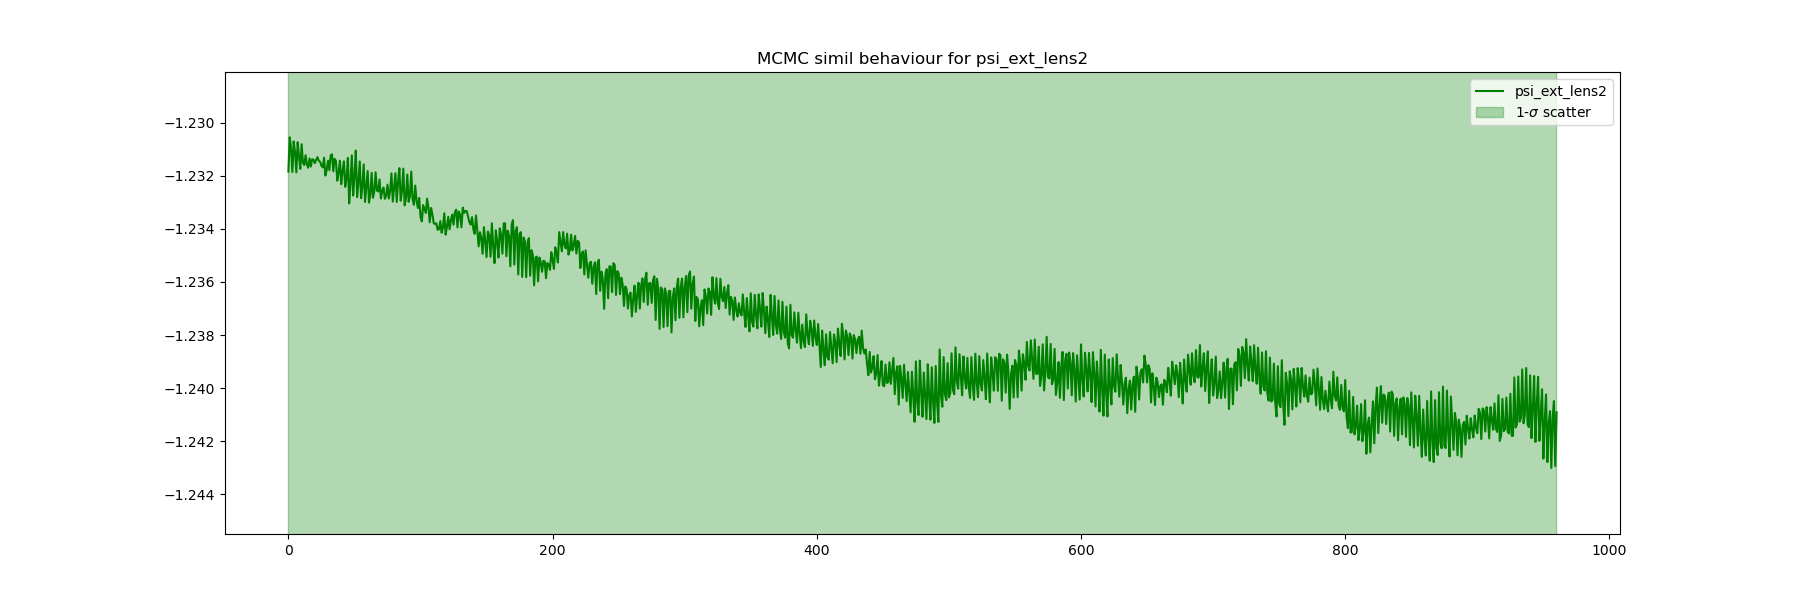 MCMC simil behaviour for psi_ext_lens2
psi_ext_lens2
1-σ scatter
−1.230
−1.232
−1.234
−1.236
−1.238
−1.240
−1.242
−1.244
0 200 400 600 800 1000